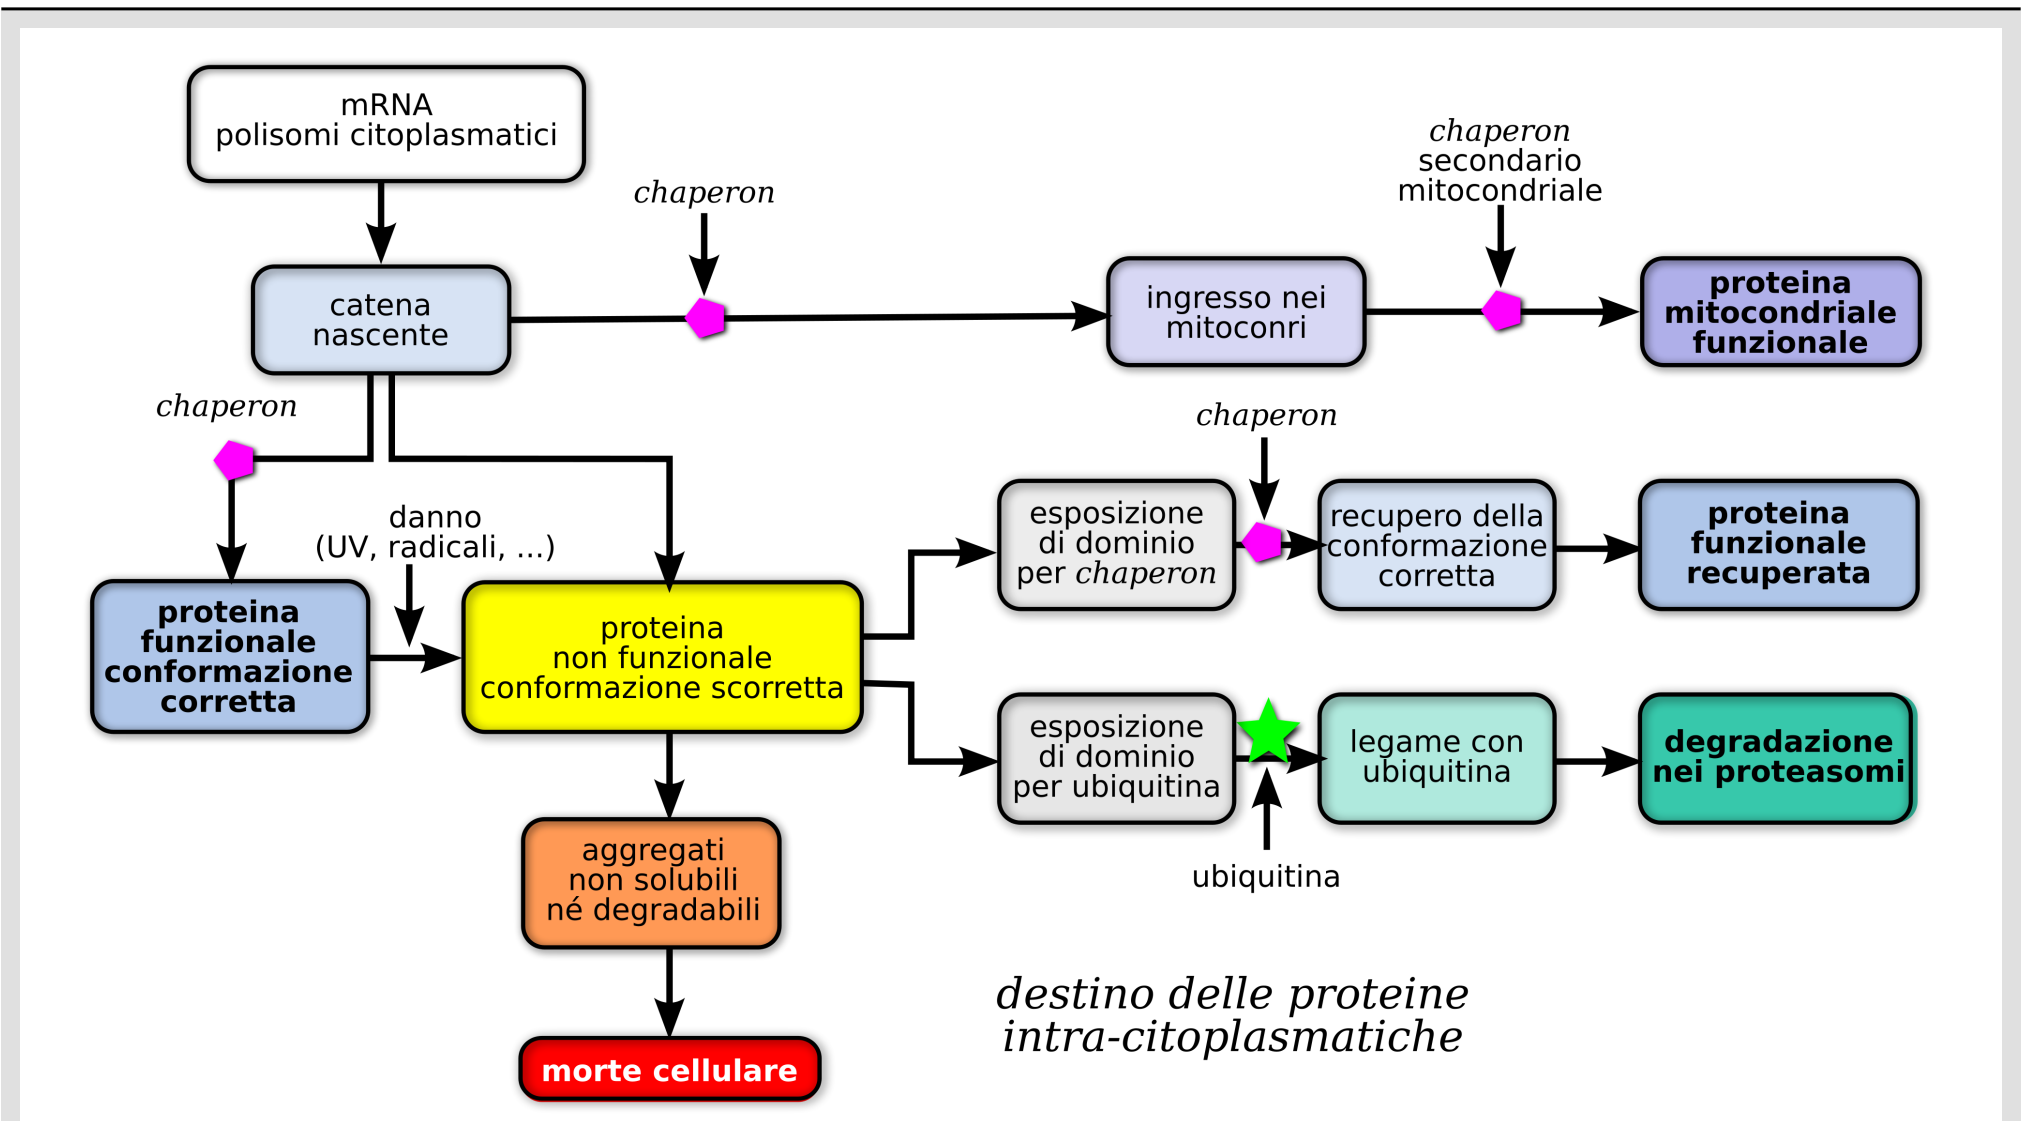 mRNA
polisomi citoplasmatici
chaperon
chaperon
secondario
mitocondriale
catena
nascente
ingresso nei
mitoconri
proteina
mitocondriale
funzionale
chaperon
chaperon
danno
(UV, radicali, ...)
esposizione
di dominio
per chaperon
recupero della
conformazione
corretta
proteina
funzionale
recuperata
proteina
funzionale
conformazione
corretta
proteina
non funzionale
conformazione scorretta
esposizione
di dominio
per ubiquitina
legame con
ubiquitina
degradazione
nei proteasomi
ubiquitina
aggregati
non solubili
né degradabili
destino delle proteine
intra-citoplasmatiche
morte cellulare